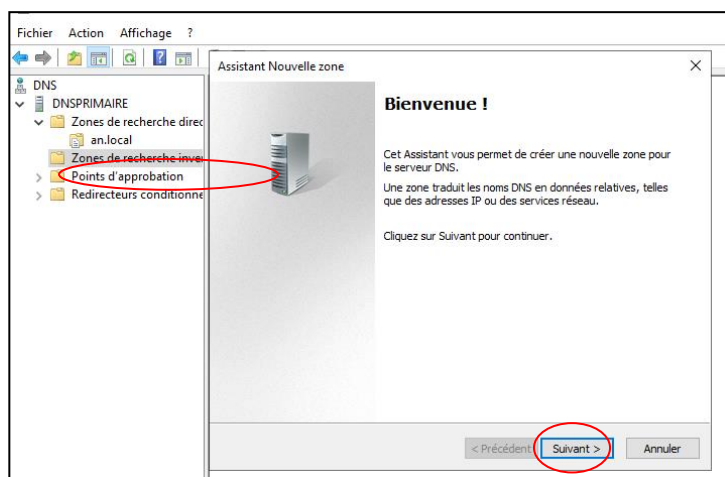 Fichier Action Affichage ?
Assistant Nouvelle zone
DNS
DNSPRIMAIRE
Zones de recherche direc
an.local
Zones de recherche inve
Points d'approbation
Redirecteurs conditionne
Bienvenue !
Cet Assistant vous permet de créer une nouvelle zone pour
le serveur DNS.
Une zone traduit les noms DNS en données relatives, telles
que des adresses IP ou des services réseau.
Cliquez sur Suivant pour continuer.
< Précédent Suivant > Annuler